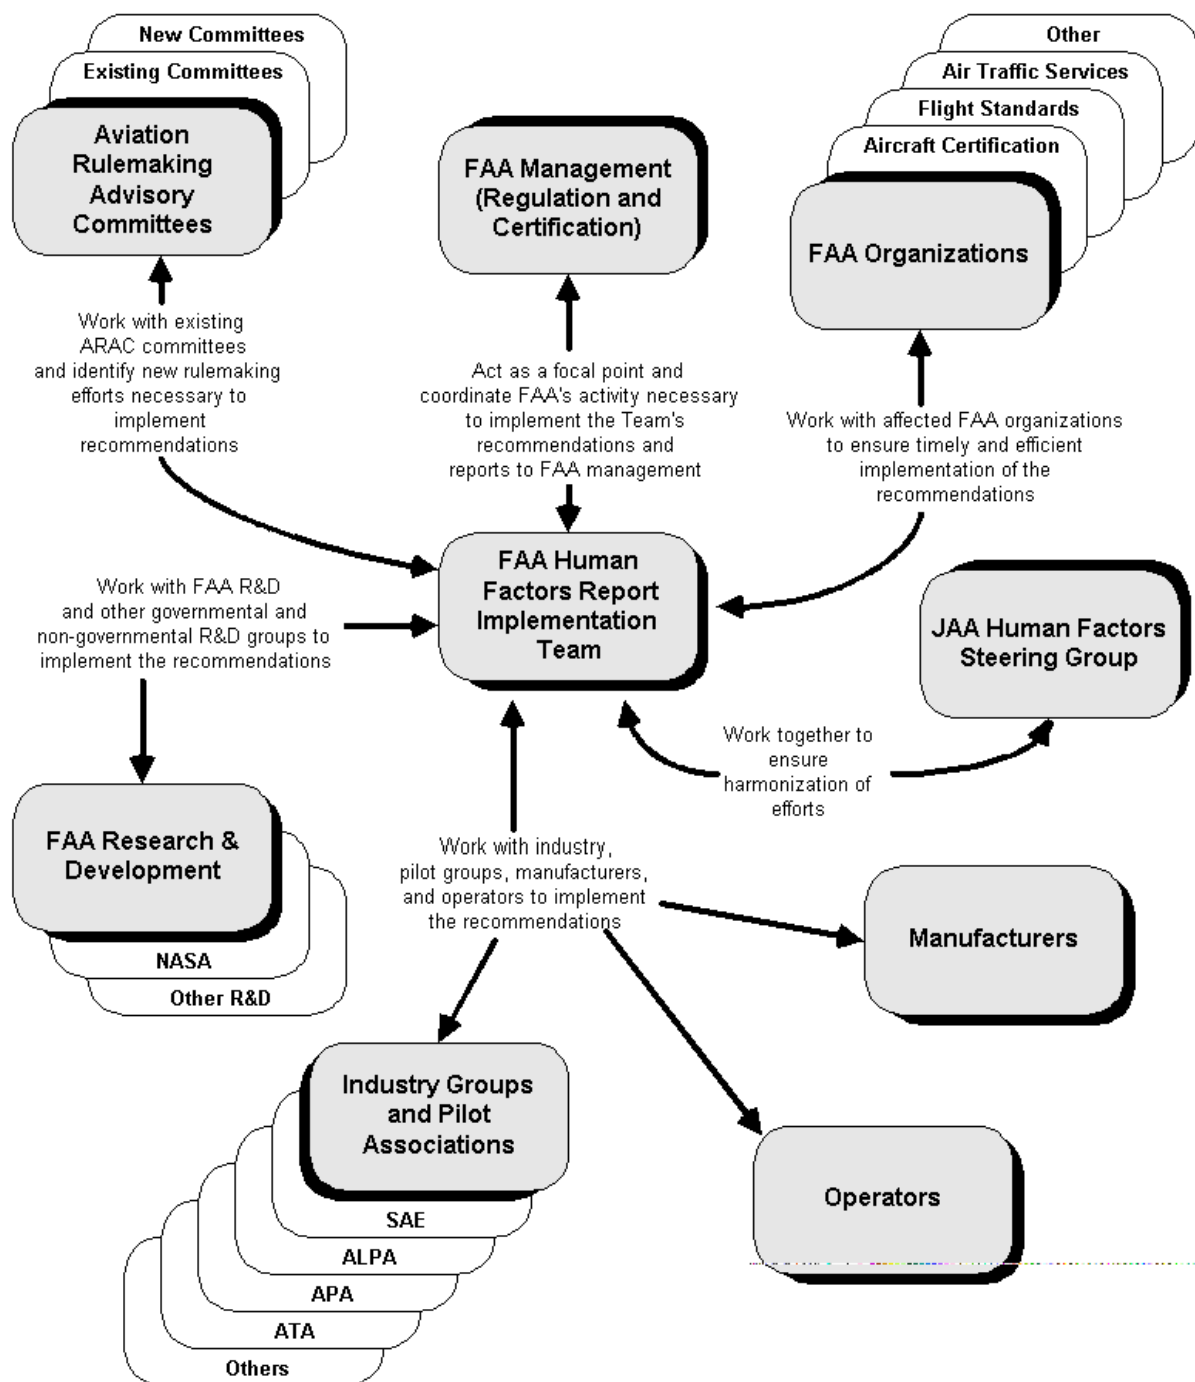 New Committees
Existing Committees
Aviation
Rulemaking
Advisory
Committees
FAA Management
(Regulation and
Certification)
Other
Air Traffic Services
Flight Standards
Aircraft Certification
FAA Organizations
Work with existing
ARAC committees
and identify new rulemaking
efforts necessary to
implement
recommendations
Act as a focal point and
coordinate FAA's activity necessary
to implement the Team's
recommendations and
reports to FAA management
Work with affected FAA organizations
to ensure timely and efficient
implementation of the
recommendations
FAA Human
Factors Report
Implementation
Team
Work with FAA R&D
and other governmental and
non-governmental R&D groups to
implement the recommendations
JAA Human Factors
Steering Group
Work together to
ensure
harmonization of
efforts
FAA Research &
Development
NASA
Other R&D
Work with industry,
pilot groups, manufacturers,
and operators to implement
the recommendations
Manufacturers
Industry Groups
and Pilot
Associations
SAE
ALPA
APA
ATA
Others
Operators